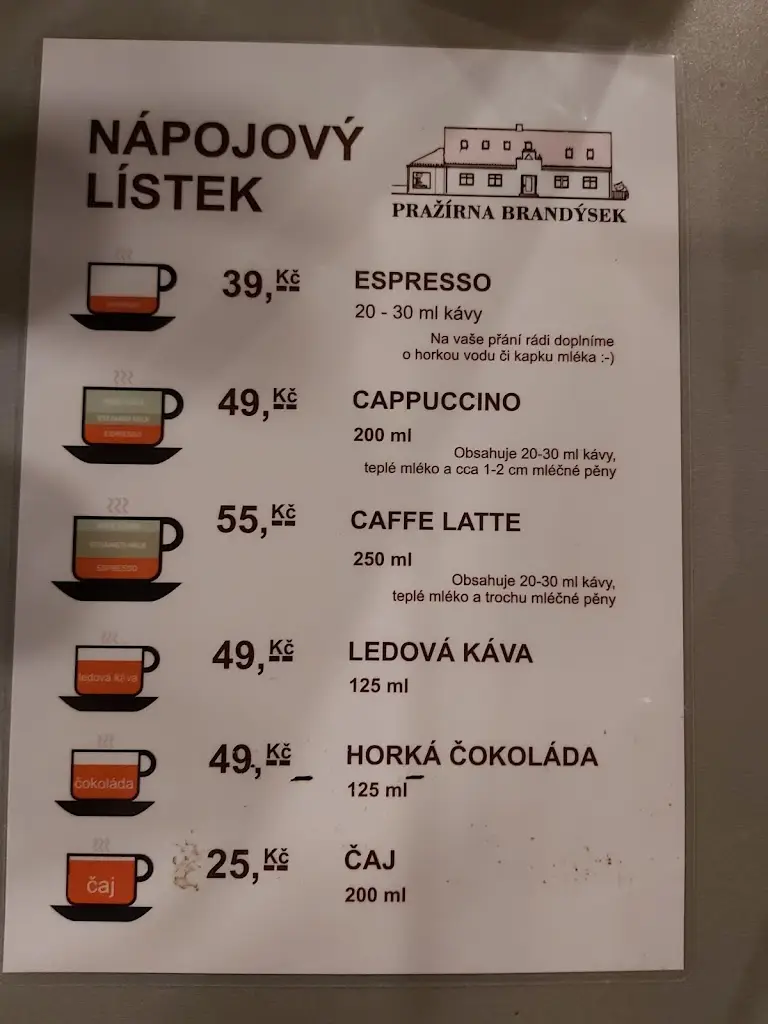 NÁPOJOVÝ
LÍSTEK
PRAŽÍRNA BRANDÝSEK
39,Kč
ESPRESSO
20 - 30 ml kávy
Na vaše přání rádi doplníme
o horkou vodu či kapku mléka :-)
49,Kč
CAPPUCCINO
200 ml
Obsahuje 20-30 ml kávy,
teplé mléko a cca 1-2 cm mléčné pěny
ESPRESSO
55,Kč
CAFFE LATTE
250 ml
Obsahuje 20-30 ml kávy,
teplé mléko a trochu mléčné pěny
ESPRESSO
ledová káva
49,Kč
LEDOVÁ KÁVA
125 ml
čokoláda
49,Kč
HORKÁ ČOKOLÁDA
125 ml
čaj
25,Kč
ČAJ
200 ml